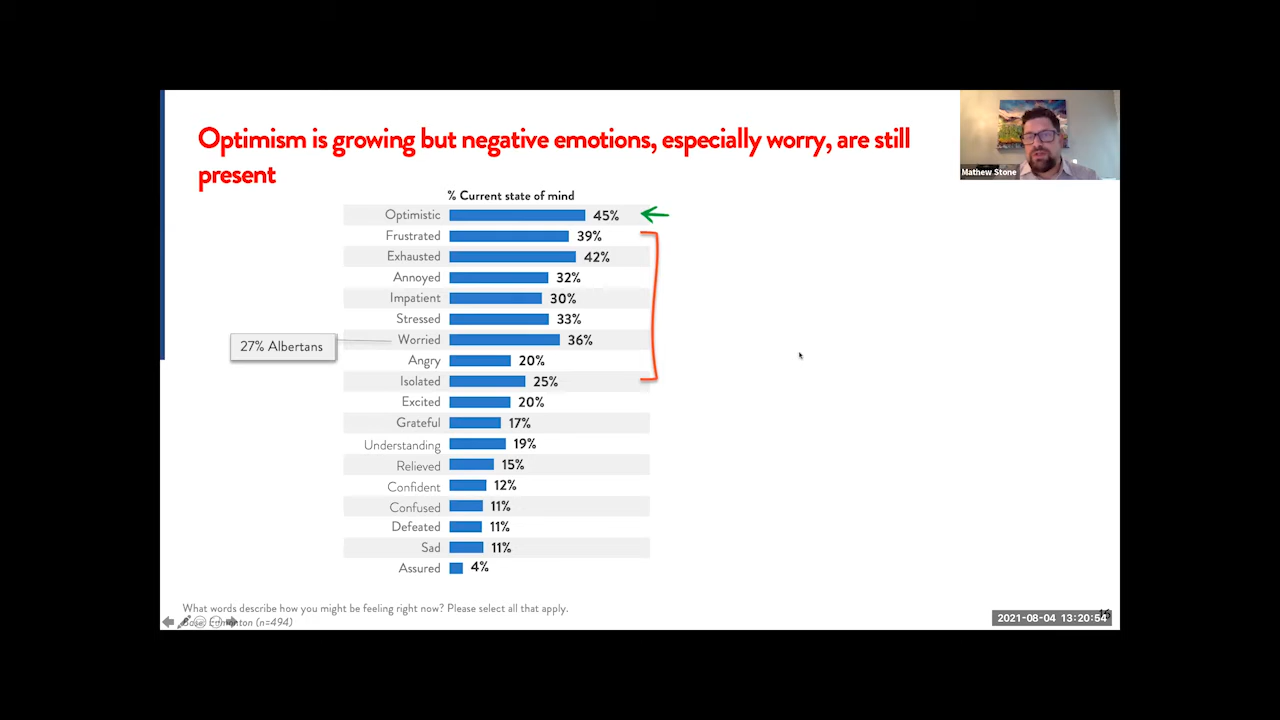 Optimism is growing but negative emotions, especially worry, are still
present
Mathew Stone
% Current state of mind
Optimistic 45%
Frustrated 39%
Exhausted 42%
Annoyed 32%
Impatient 30%
Stressed 33%
Worried 36%
27% Albertans
Angry 20%
Isolated 25%
Excited 20%
Grateful 17%
Understanding 19%
Relieved 15%
Confident 12%
Confused 11%
Defeated 11%
Sad 11%
Assured 4%
What words describe how you might be feeling right now? Please select all that apply.
Base: Edmonton (n=494)
16
2021-08-04 13:20:54